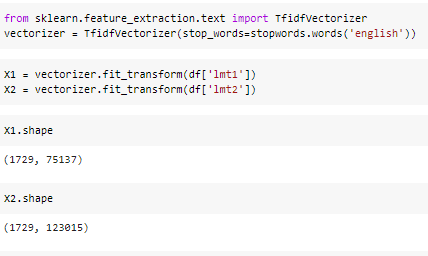 from sklearn.feature_extraction.text import TfidfVectorizer
vectorizer = TfidfVectorizer(stop_words=stopwords.words('english'))
X1 = vectorizer.fit_transform(df['lmt1'])
X2 = vectorizer.fit_transform(df['lmt2'])
X1.shape
(1729, 75137)
X2.shape
(1729, 123015)